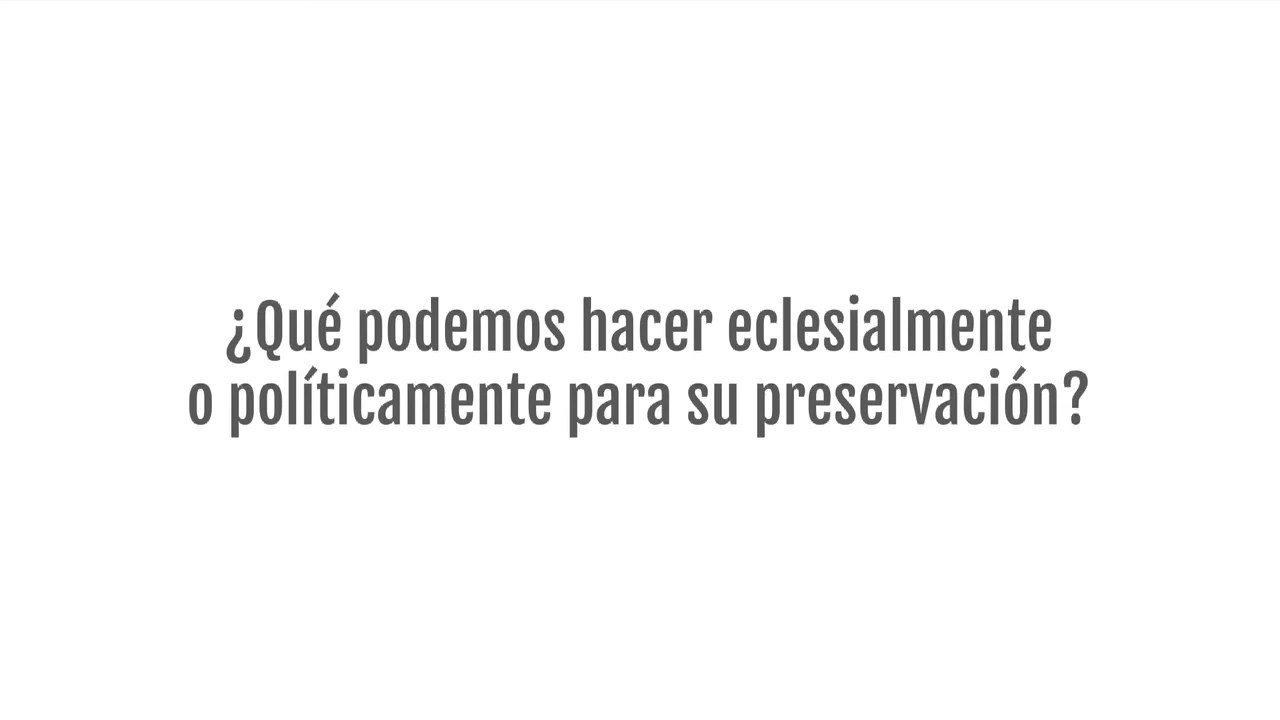 ¿Qué podemos hacer eclesialmente
o políticamente para su preservación?